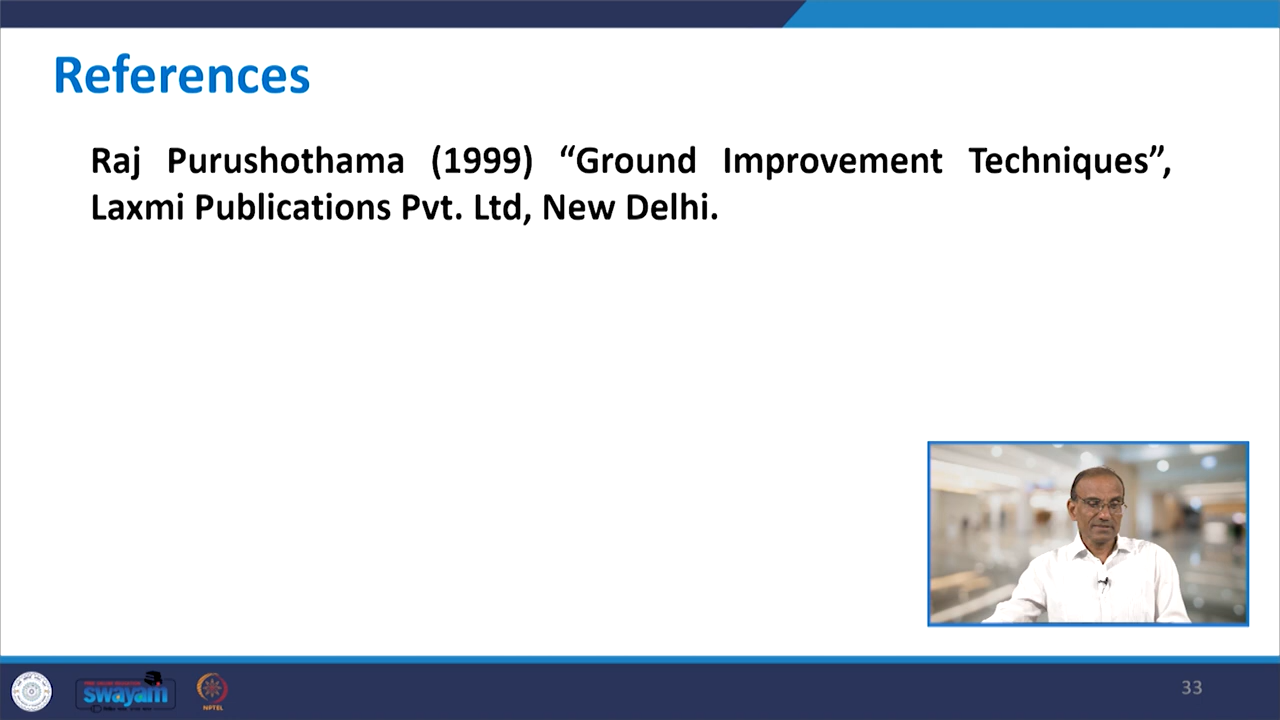 References
Raj Purushothama (1999) “Ground Improvement Techniques”,
Laxmi Publications Pvt. Ltd, New Delhi.
swayam
NPTEL
33